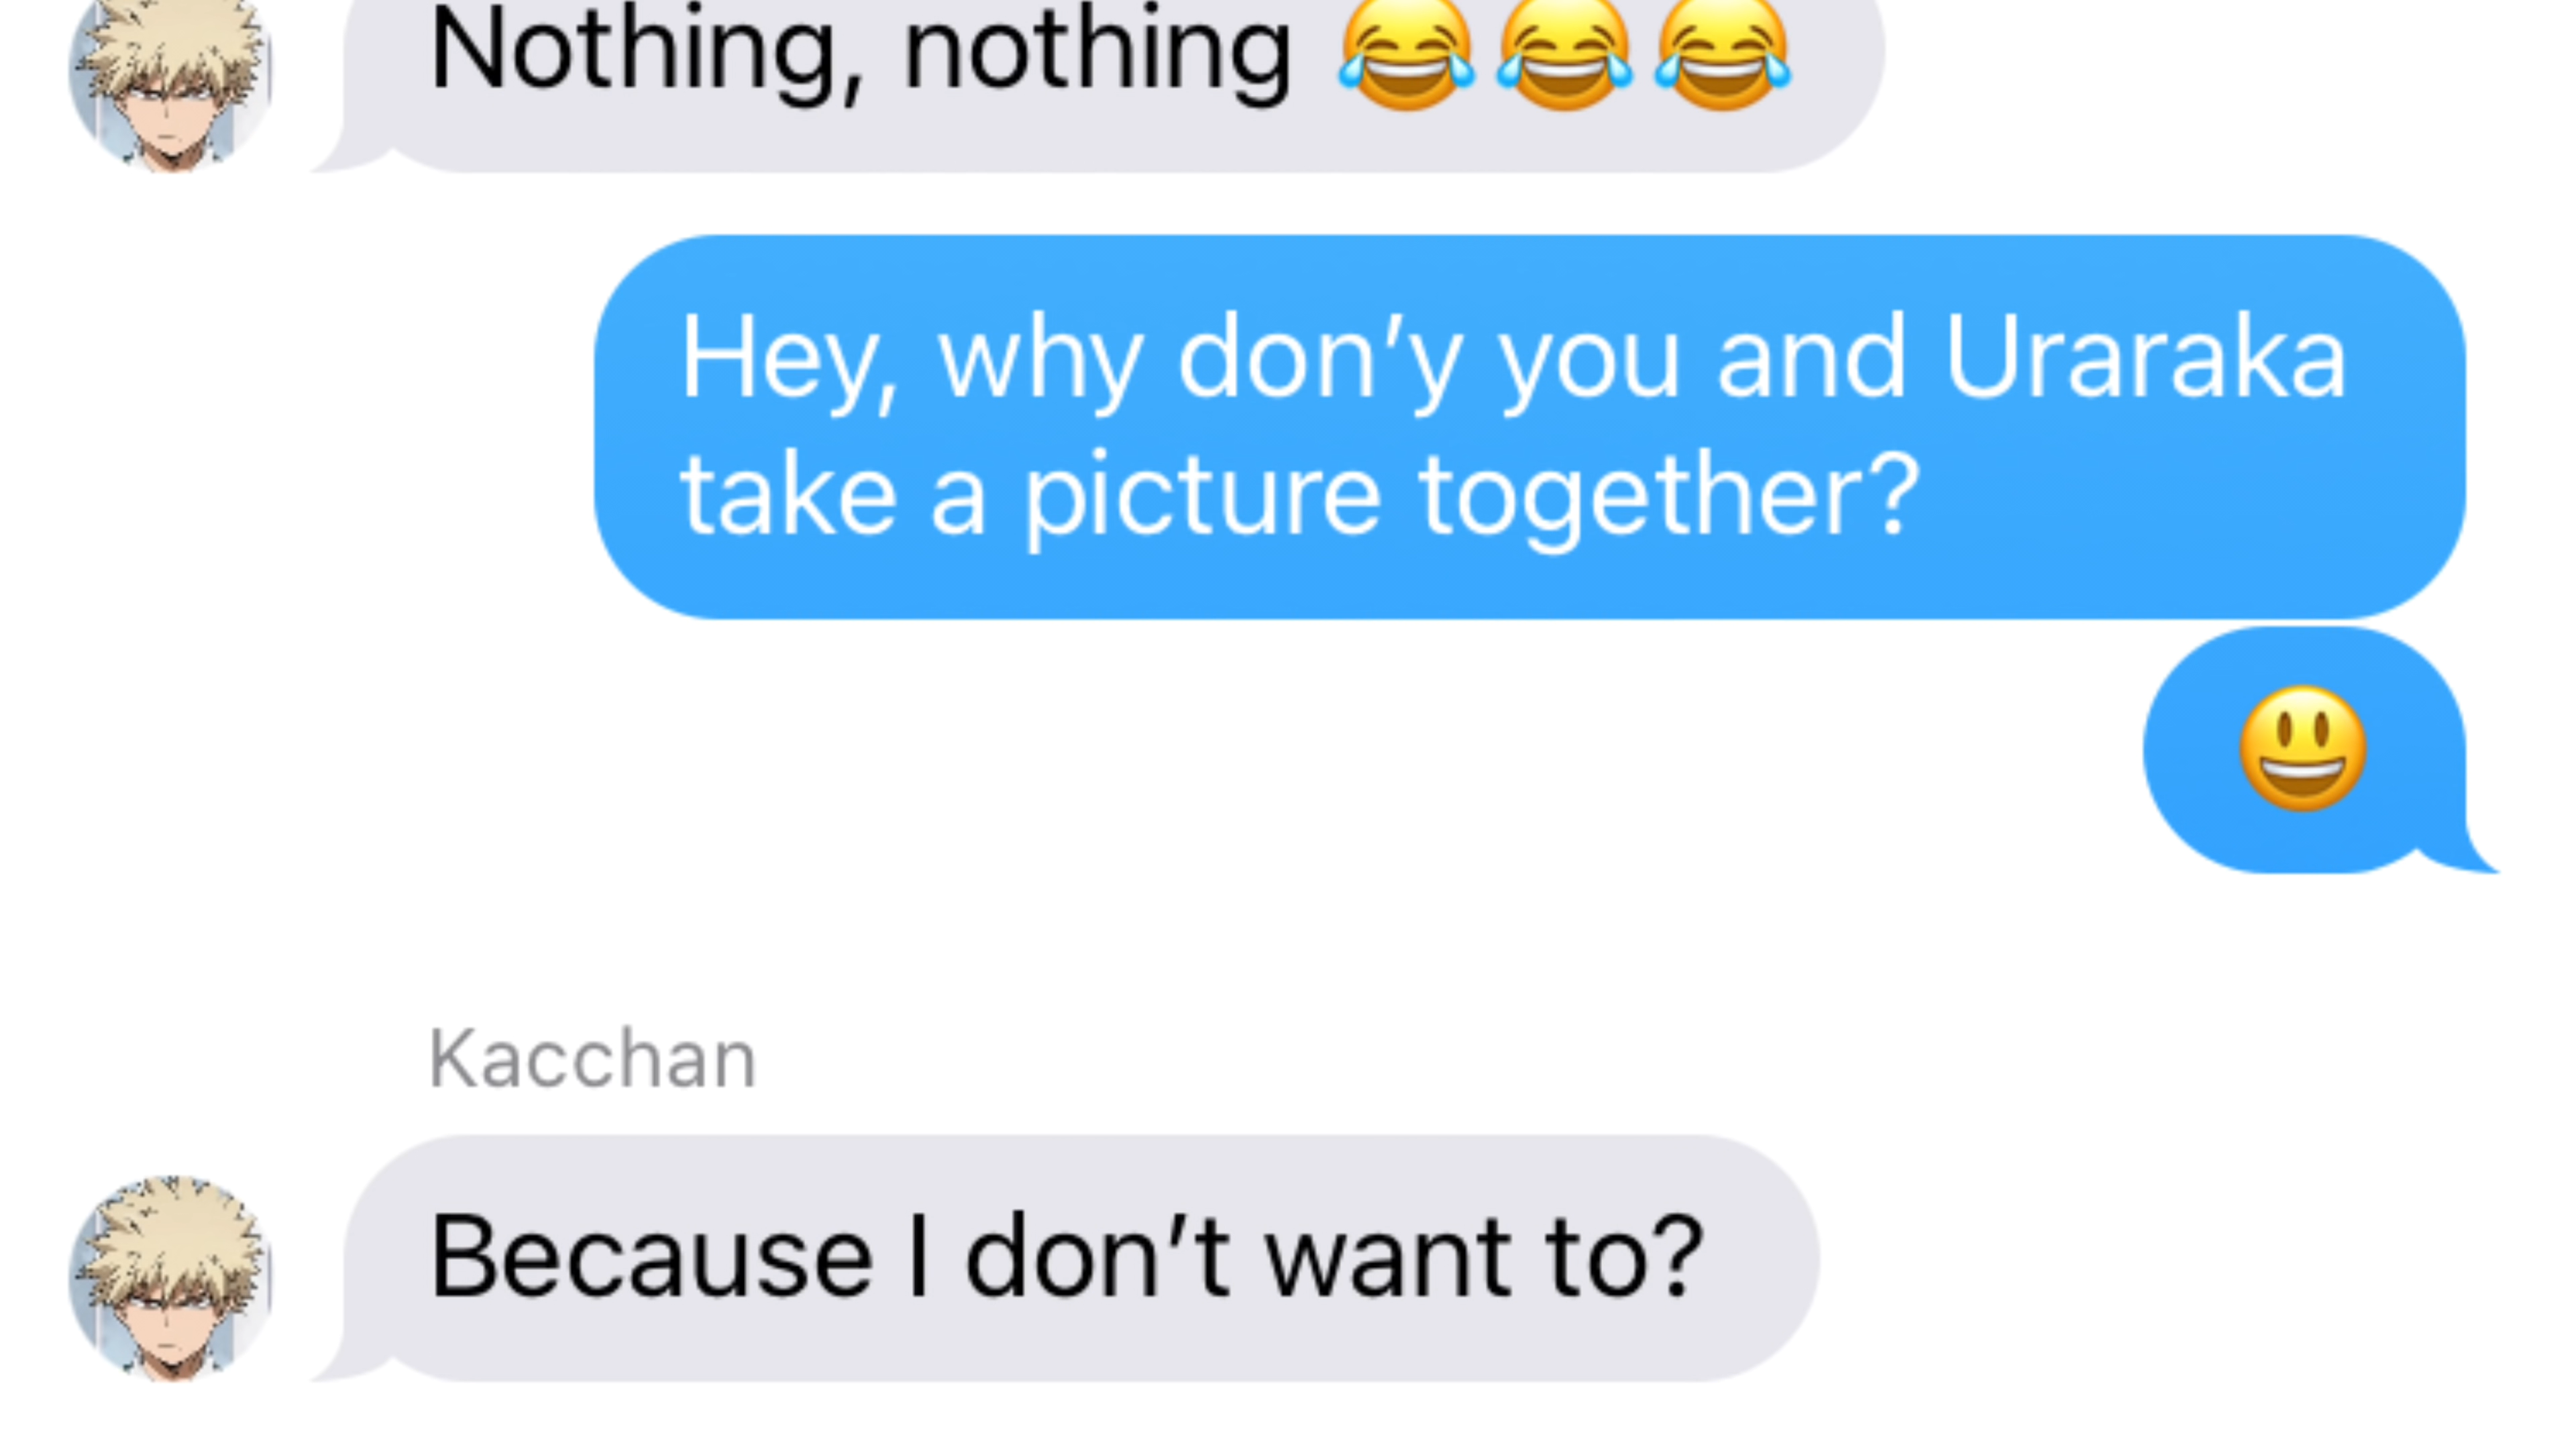 Nothing, nothing 😂😂😂
Hey, why don’y you and Uraraka
take a picture together?
😃
Kacchan
Because I don’t want to?